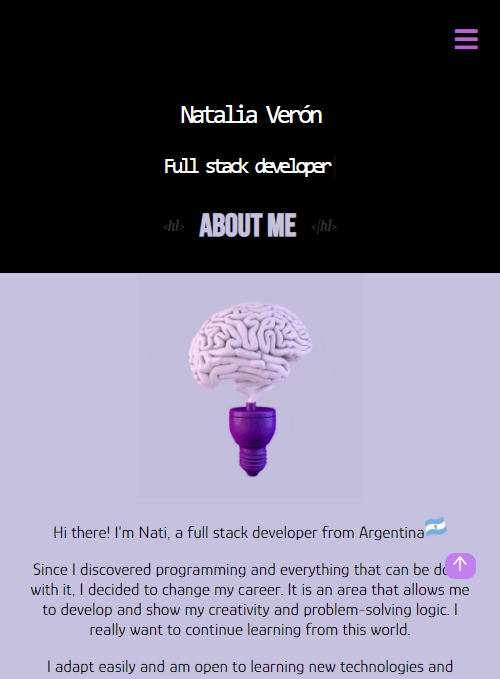 Natalia Verón
Full stack developer
<h1> ABOUT ME </h1>
Hi there! I'm Nati, a full stack developer from Argentina
Since I discovered programming and everything that can be
with it, I decided to change my career. It is an area that allows me
to develop and show my creativity and problem-solving logic. I
really want to continue learning from this world.
I adapt easily and am open to learning new technologies and